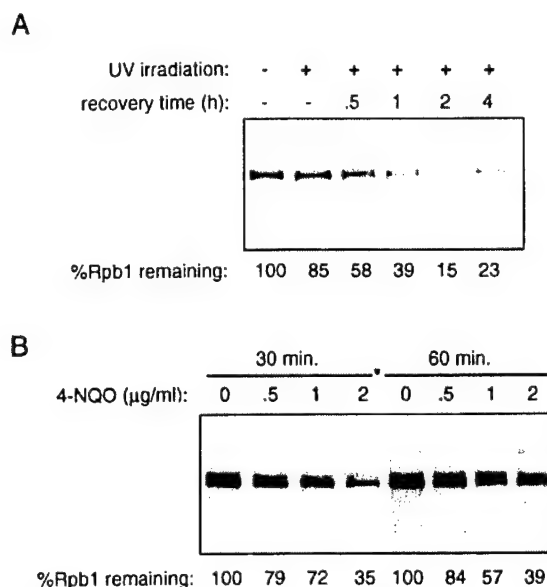 A
UV irradiation: - + + + + +
recovery time (h): - - .5 1 2 4
%Rpb1 remaining: 100 85 58 39 15 23
B
30 min. 60 min.
4-NQO (µg/ml): 0 .5 1 2 0 .5 1 2
%Rpb1 remaining: 100 79 72 35 100 84 57 39